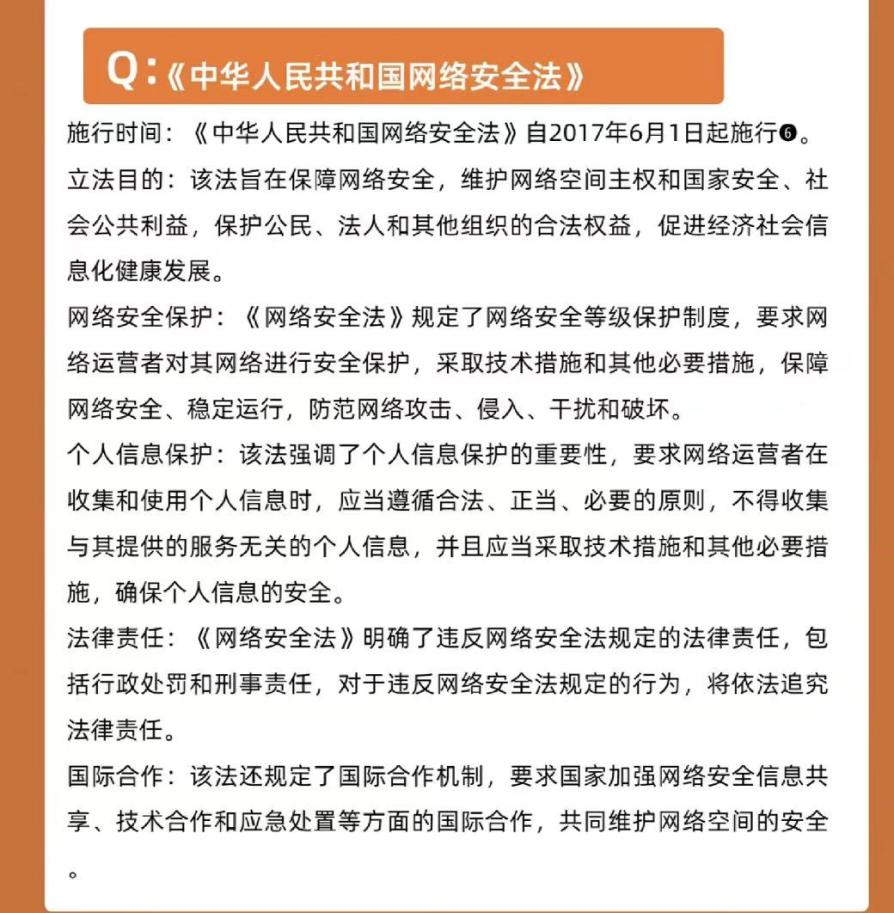 Q:《中华人民共和国网络安全法》
施行时间：《中华人民共和国网络安全法》自2017年6月1日起施行❻。
立法目的：该法旨在保障网络安全，维护网络空间主权和国家安全、社
会公共利益，保护公民、法人和其他组织的合法权益，促进经济社会信
息化健康发展。
网络安全保护：《网络安全法》规定了网络安全等级保护制度，要求网
络运营者对其网络进行安全保护，采取技术措施和其他必要措施，保障
网络安全、稳定运行，防范网络攻击、侵入、干扰和破坏。
个人信息保护：该法强调了个人信息保护的重要性，要求网络运营者在
收集和使用个人信息时，应当遵循合法、正当、必要的原则，不得收集
与其提供的服务无关的个人信息，并且应当采取技术措施和其他必要措
施，确保个人信息的安全。
法律责任：《网络安全法》明确了违反网络安全法规定的法律责任，包
括行政处罚和刑事责任，对于违反网络安全法规定的行为，将依法追究
法律责任。
国际合作：该法还规定了国际合作机制，要求国家加强网络安全信息共
享、技术合作和应急处置等方面的国际合作，共同维护网络空间的安全
。